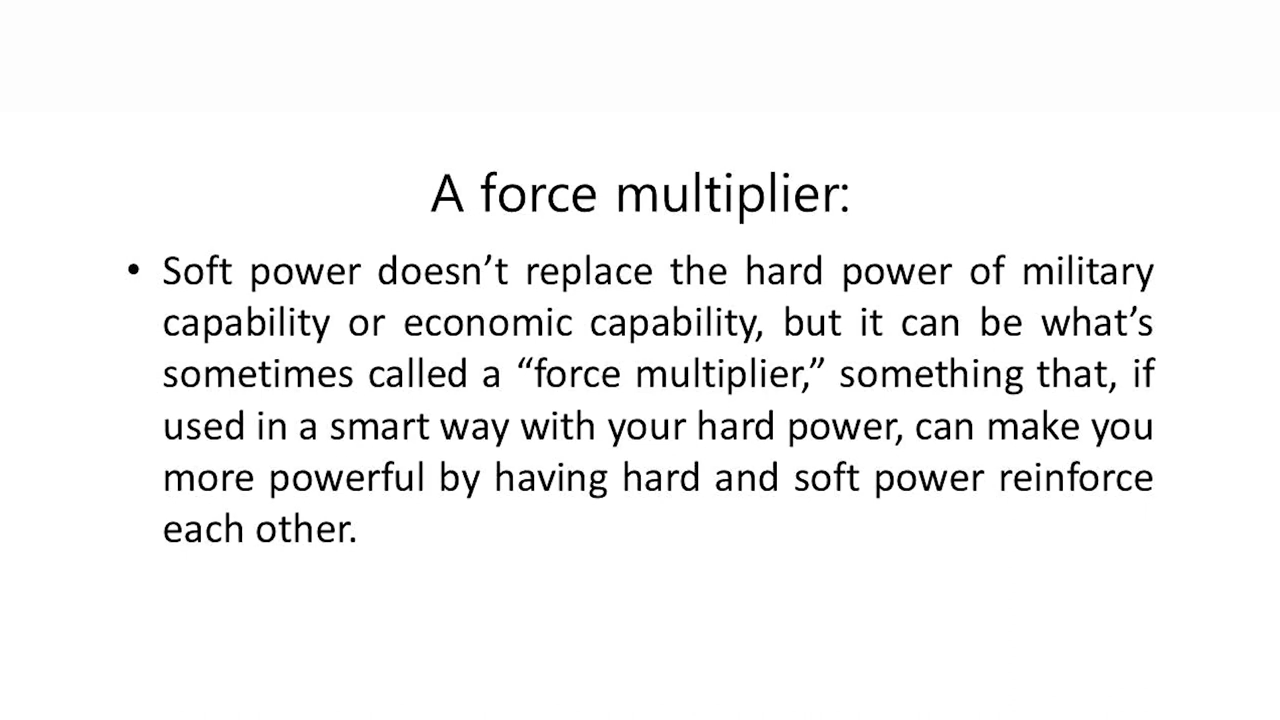 A force multiplier:
• Soft power doesn’t replace the hard power of military
capability or economic capability, but it can be what’s
sometimes called a “force multiplier,” something that, if
used in a smart way with your hard power, can make you
more powerful by having hard and soft power reinforce
each other.